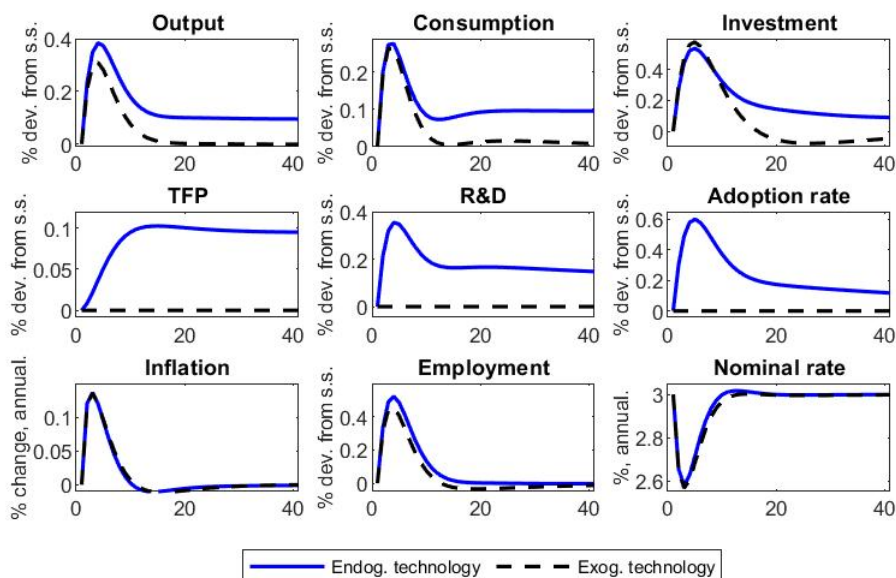 Output
Consumption
Investment
% dev. from s.s.
0.4
0.2
0
0 20 40
% dev. from s.s.
0.2
0.1
0
0 20 40
% dev. from s.s.
0.4
0.2
0
0 20 40
TFP
R&D
Adoption rate
% dev. from s.s.
0.1
0.05
0
0 20 40
% dev. from s.s.
0.4
0.2
0
0 20 40
% dev. from s.s.
0.6
0.4
0.2
0
0 20 40
Inflation
Employment
Nominal rate
% change, annual.
0.1
0.05
0
0 20 40
% dev. from s.s.
0.4
0.2
0
0 20 40
%, annual.
3
2.8
2.6
0 20 40
Endog. technology
Exog. technology